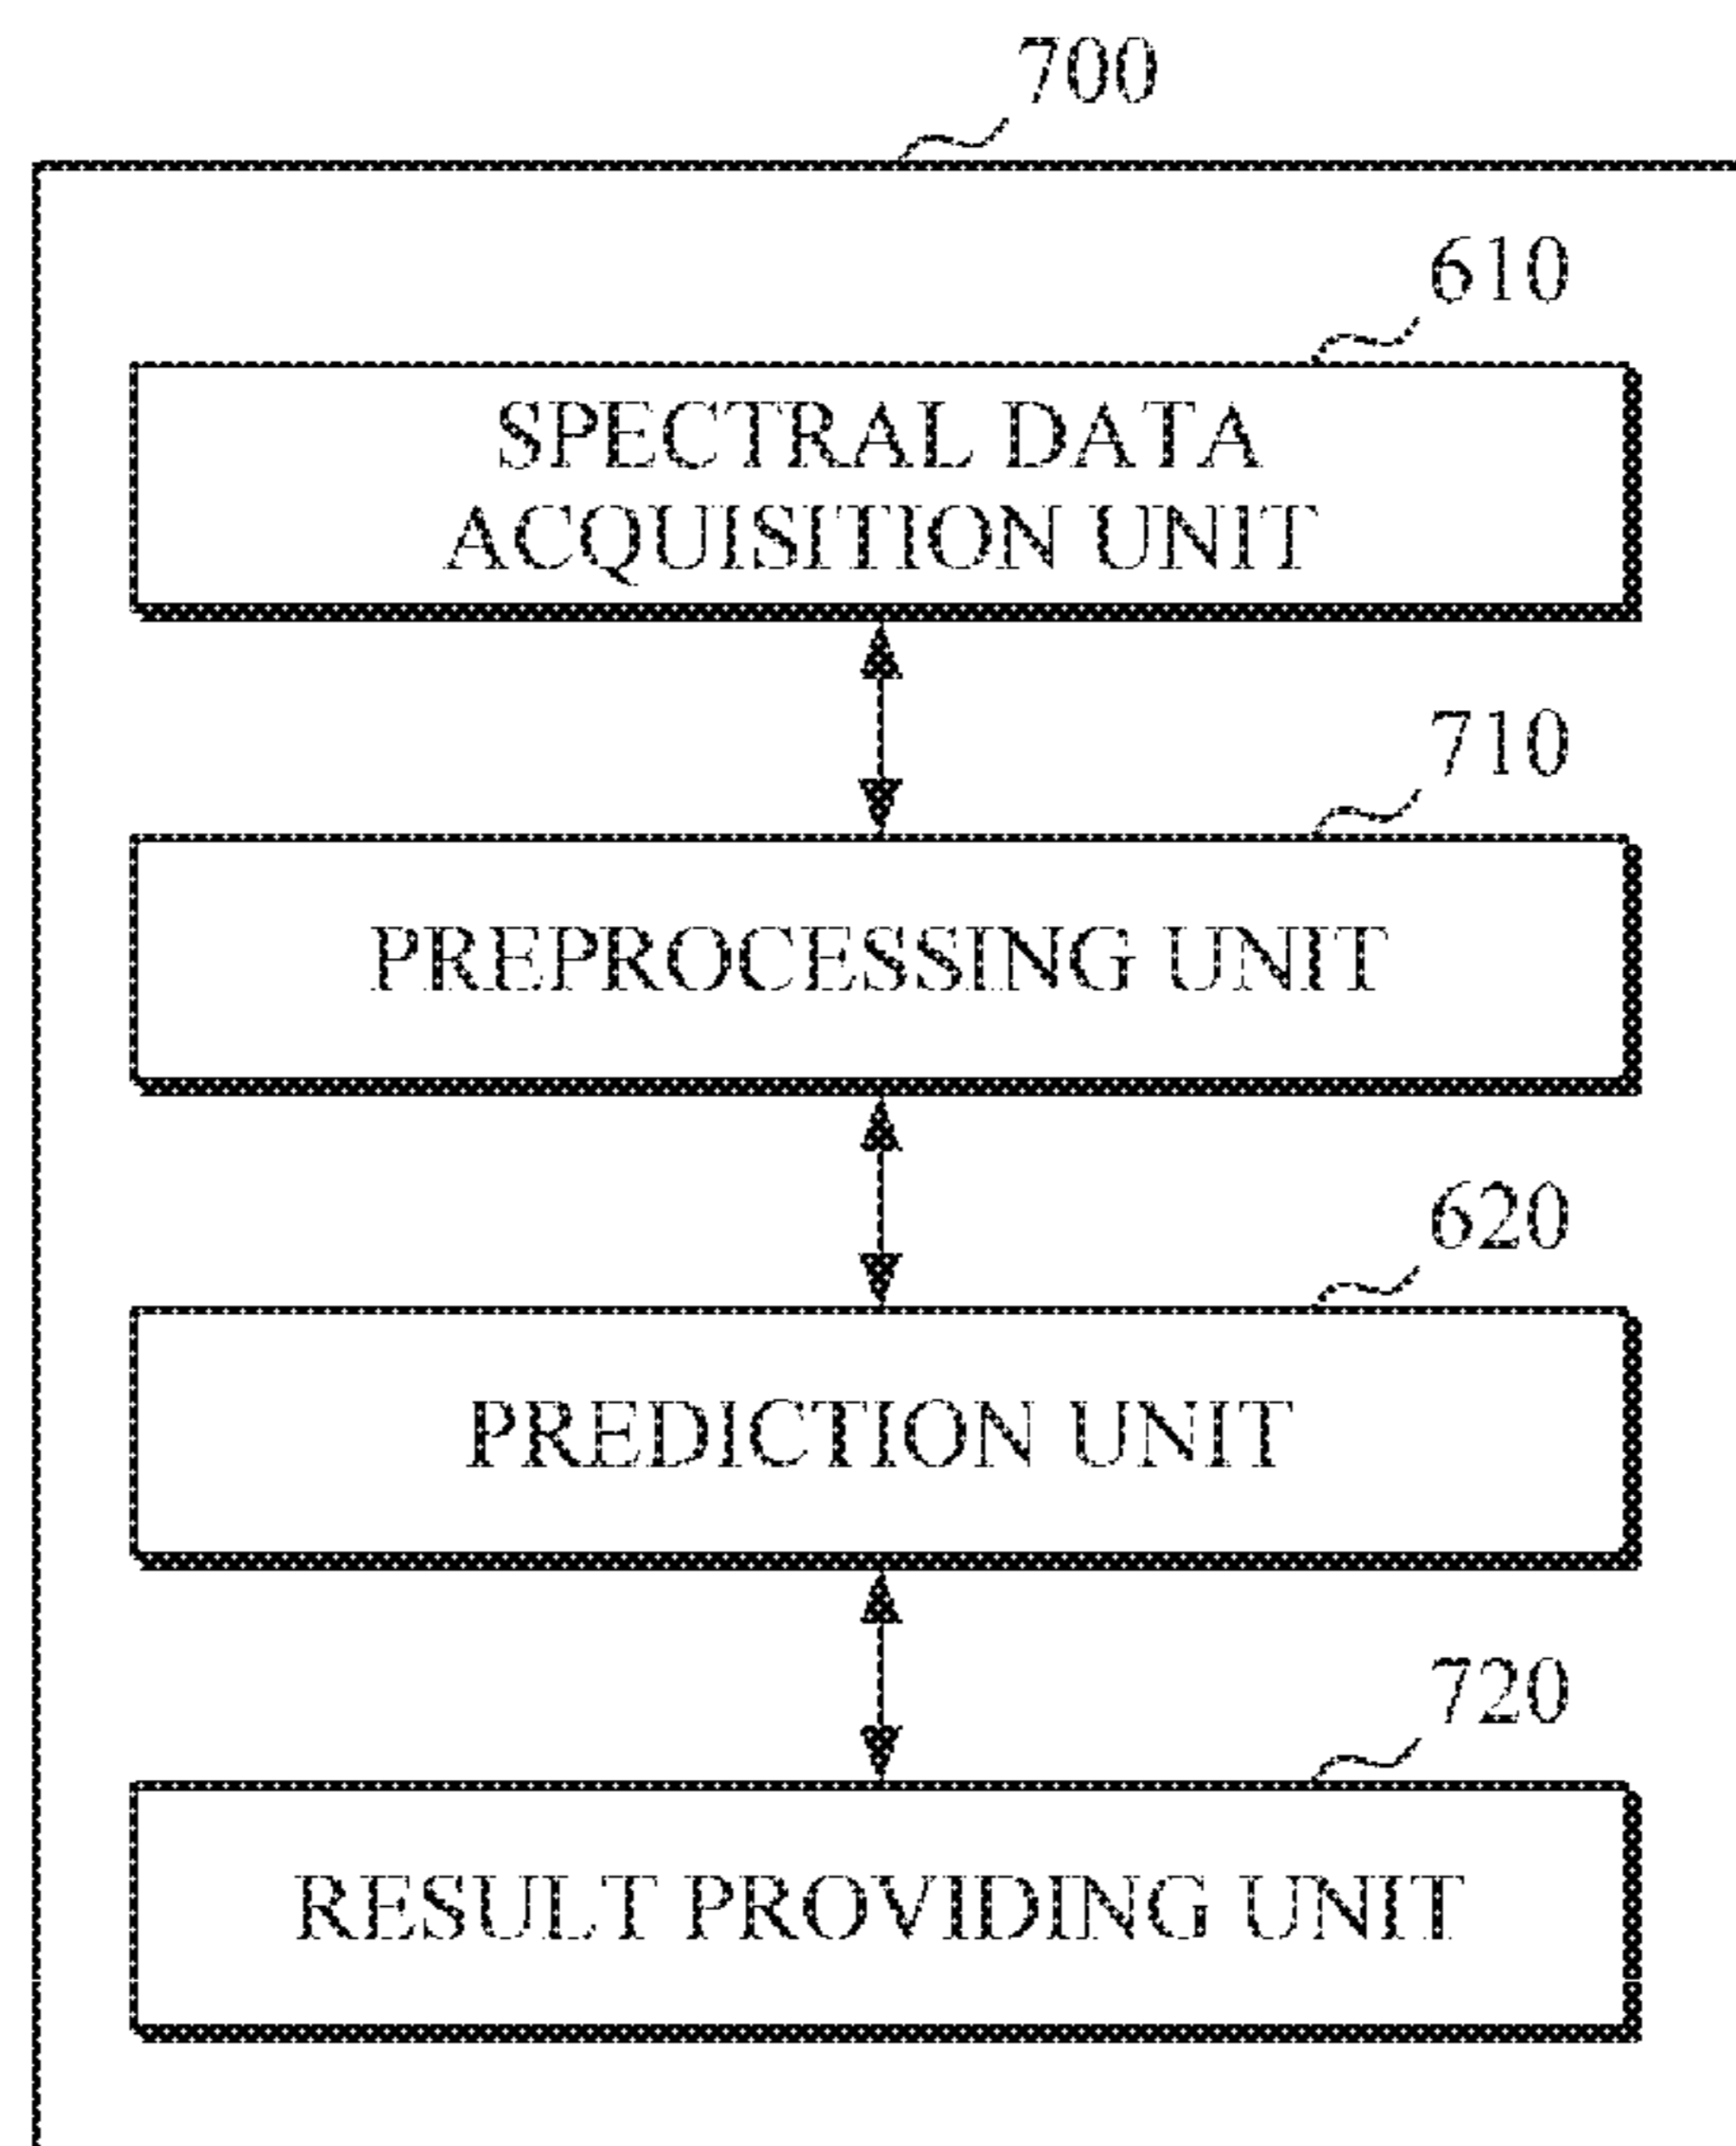 700
610
SPECTRAL DATA
ACQUISITION UNIT
710
PREPROCESSING UNIT
620
PREDICTION UNIT
720
RESULT PROVIDING UNIT